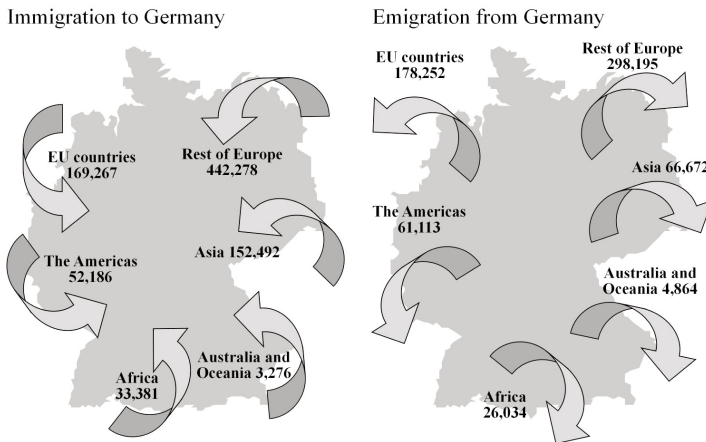 Immigration to Germany
EU countries
169,267
Rest of Europe
442,278
The Americas
52,186
Asia 152,492
Africa
33,381
Australia and
Oceania 3,276
Emigration from Germany
EU countries
178,252
Rest of Europe
298,195
The Americas
61,113
Asia 66,672
Australia and
Oceania 4,864
Africa
26,034